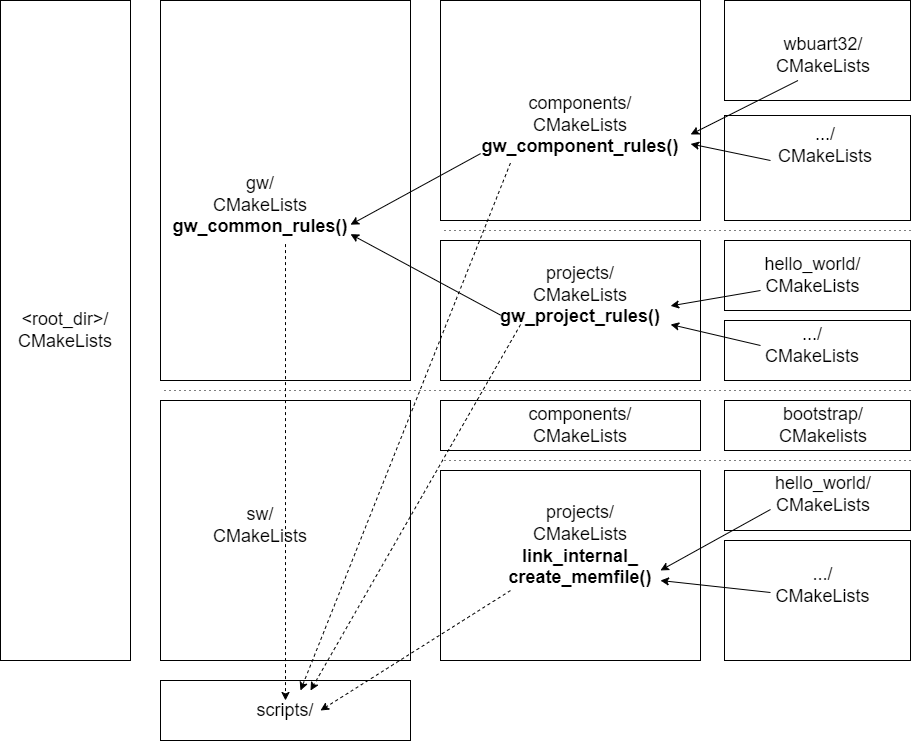 <root_dir>/
CMakeLists
gw/
CMakeLists
gw_common_rules()
components/
CMakeLists
gw_component_rules()
wbuart32/
CMakeLists
.../
CMakeLists
projects/
CMakeLists
gw_project_rules()
hello_world/
CMakeLists
.../
CMakeLists
sw/
CMakeLists
components/
CMakeLists
bootstrap/
CMakelists
projects/
CMakeLists
link_internal_
create_memfile()
hello_world/
CMakeLists
.../
CMakeLists
scripts/